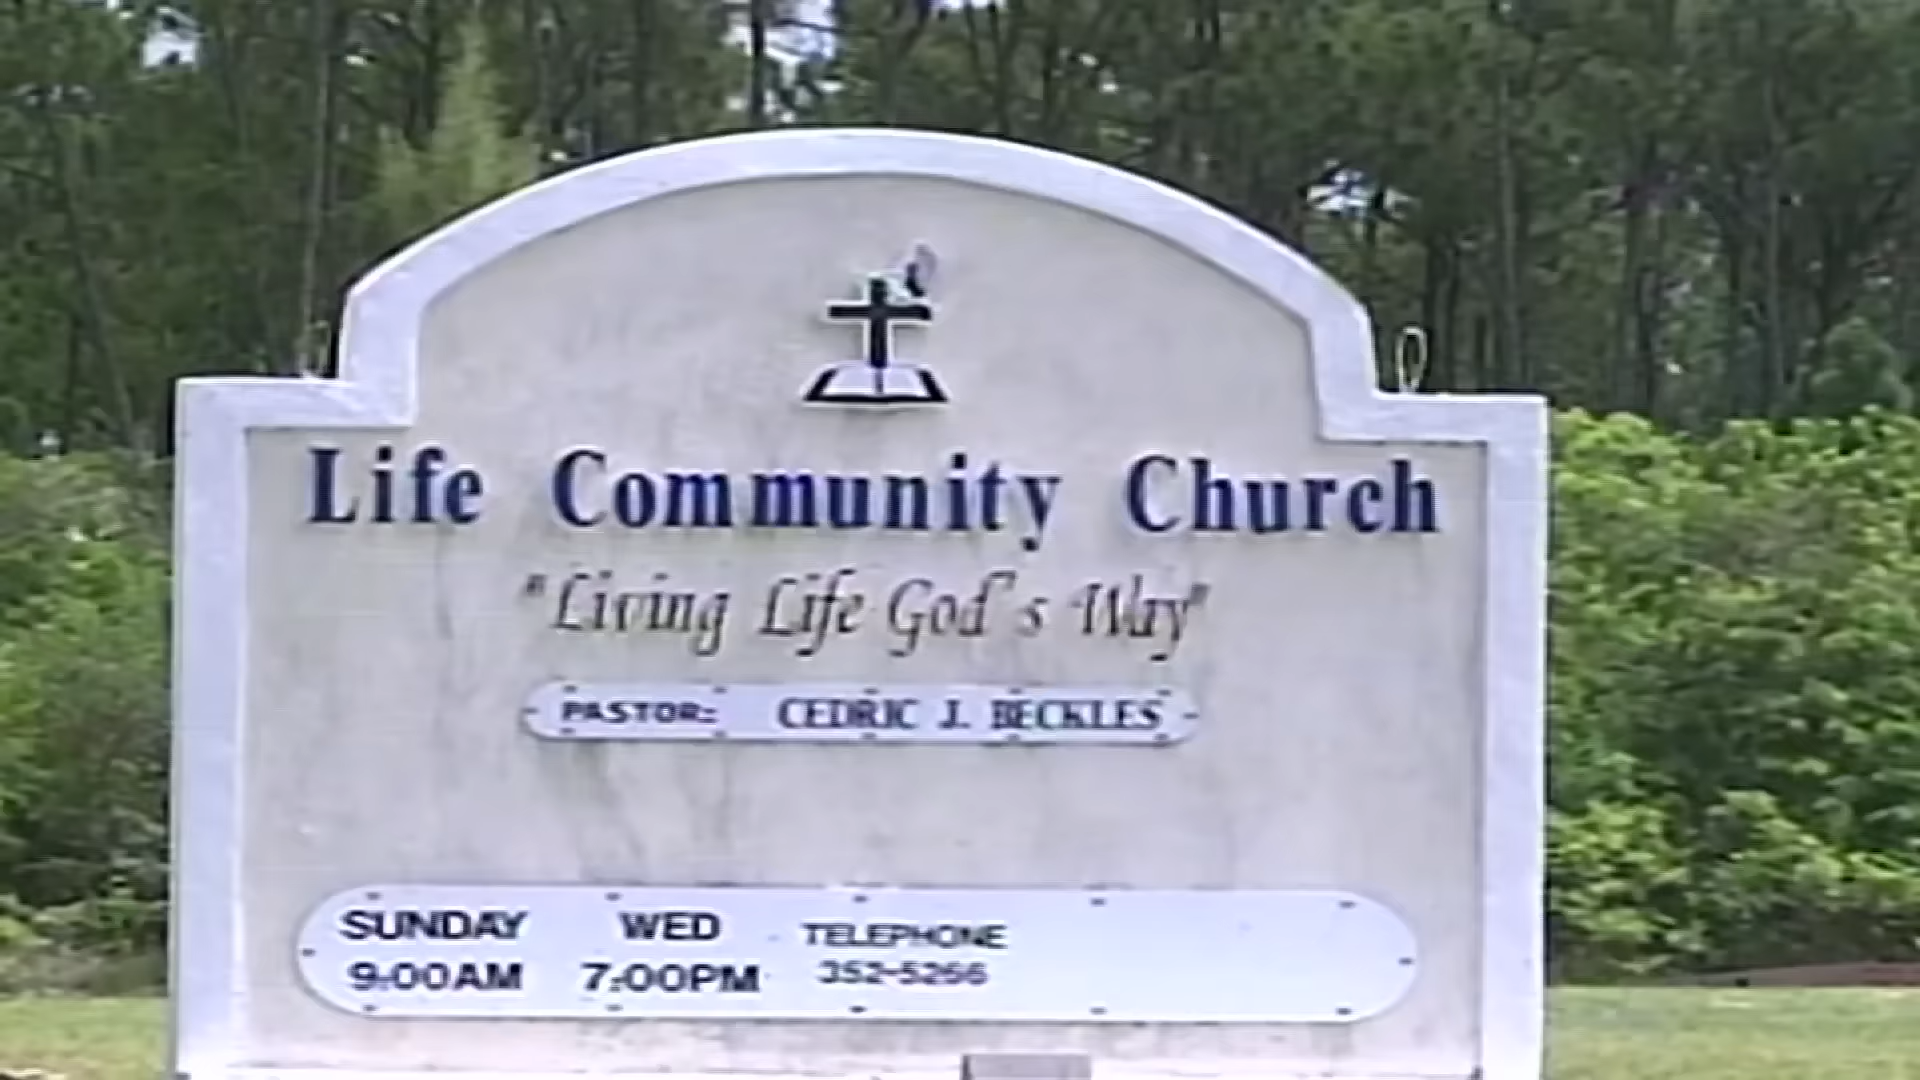 Life Community Church
"Living Life God's Way"
PASTOR: CEDRIC J. BECKLES
SUNDAY WED TELEPHONE
9:00AM 7:00PM 352-5266